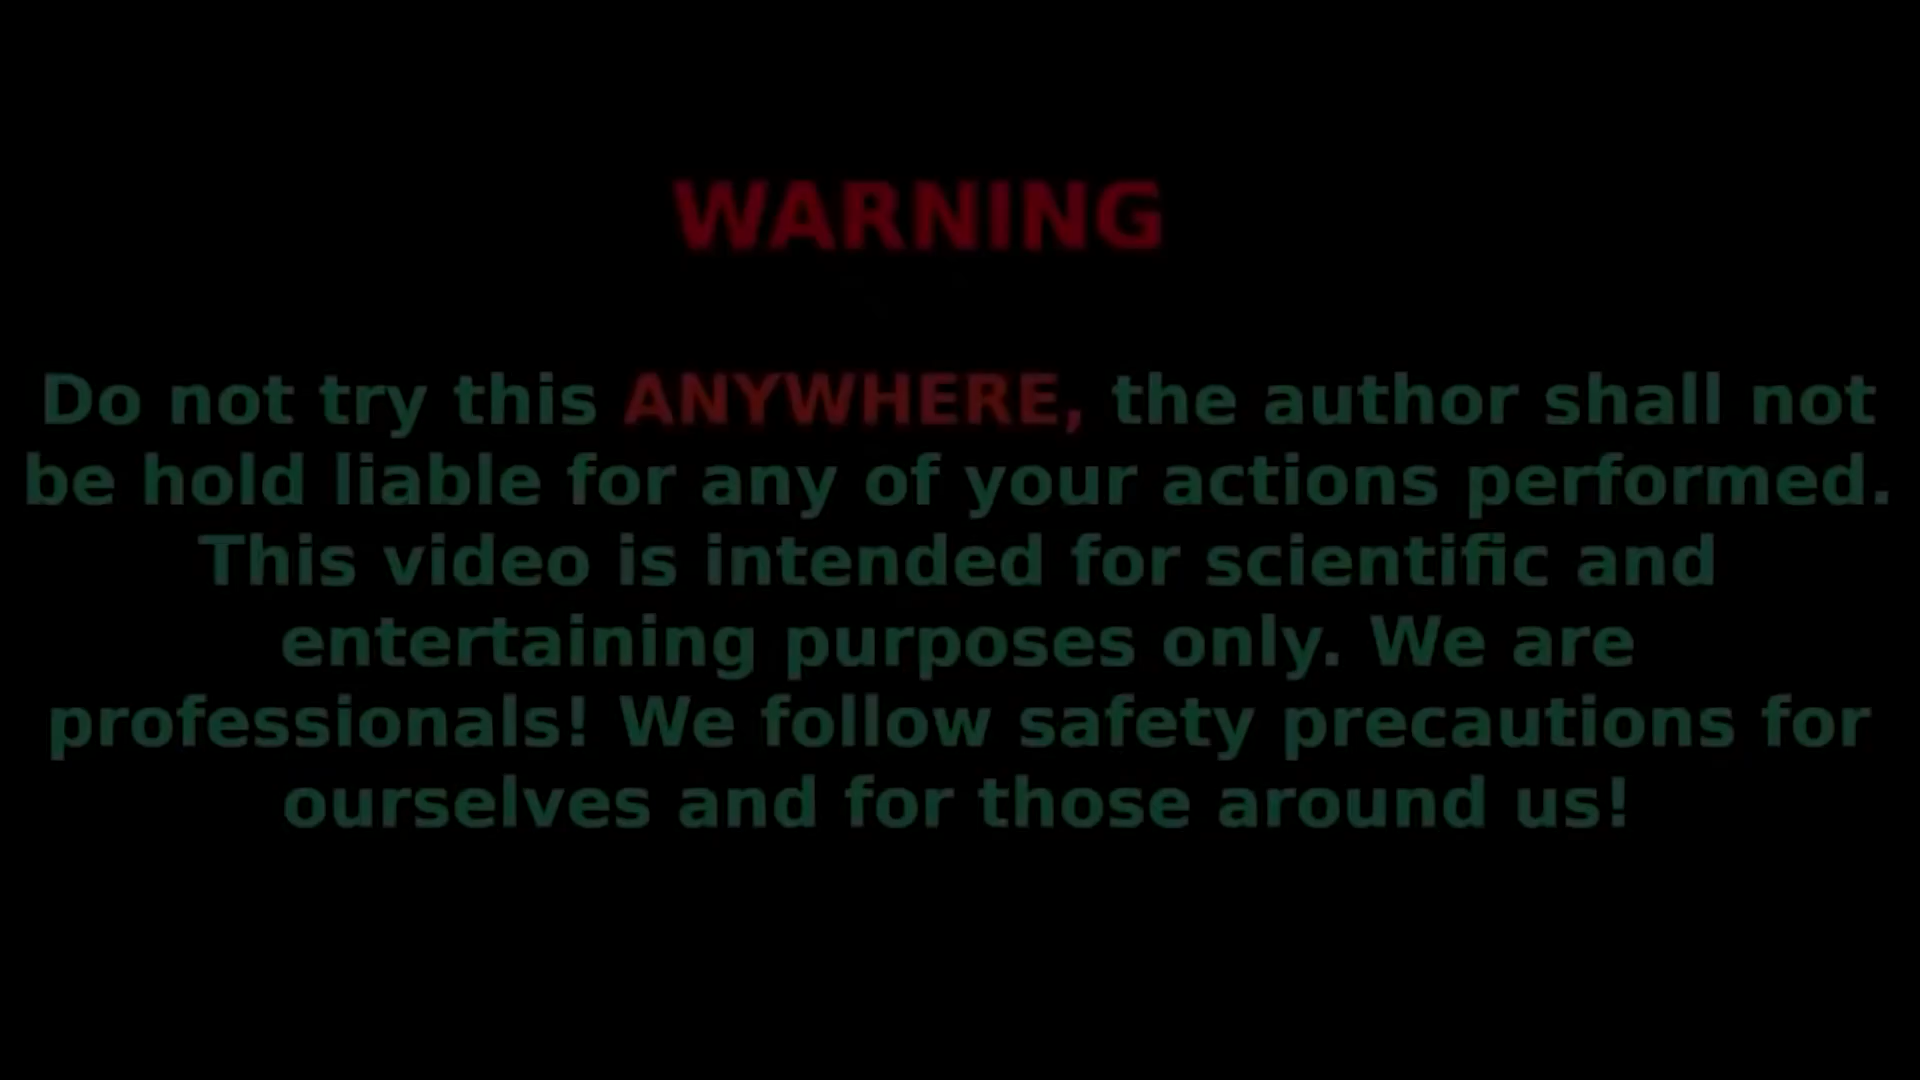 WARNING
Do not try this ANYWHERE, the author shall not
be hold liable for any of your actions performed.
This video is intended for scientific and
entertaining purposes only. We are
professionals! We follow safety precautions for
ourselves and for those around us!